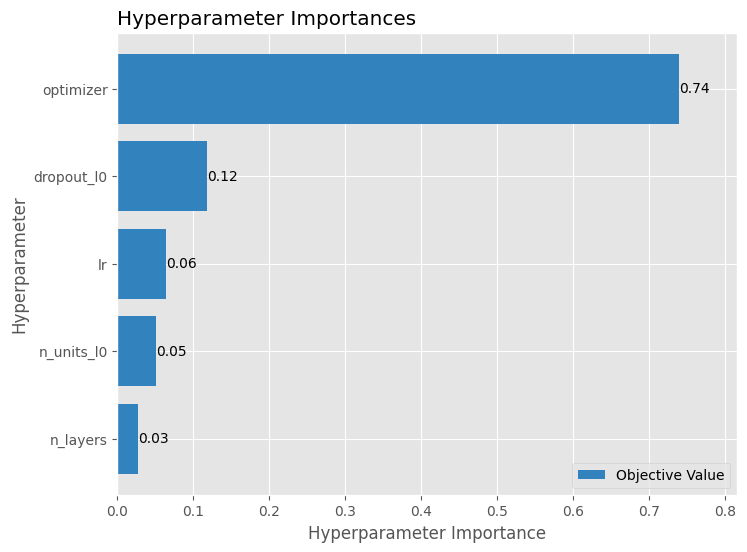 Hyperparameter Importances
Hyperparameter
optimizer
0.74
dropout_l0
0.12
lr
0.06
n_units_l0
0.05
n_layers
0.03
Objective Value
0.0 0.1 0.2 0.3 0.4 0.5 0.6 0.7 0.8
Hyperparameter Importance